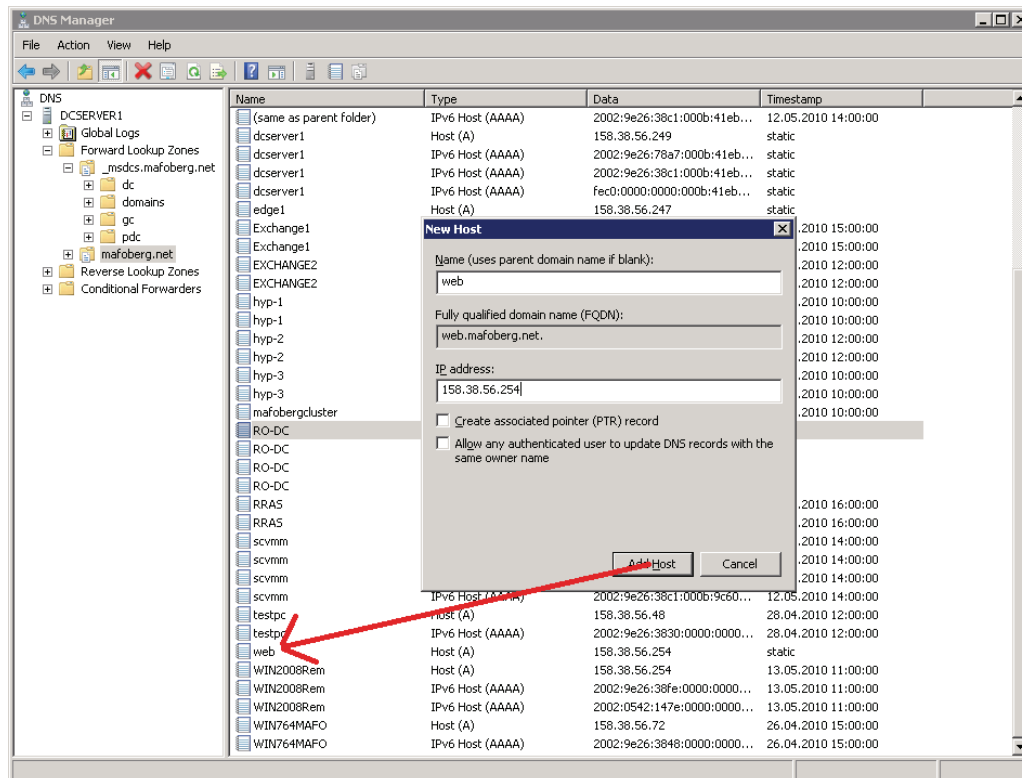 DNS Manager
File Action View Help
DNS
DCSERVER1
Global Logs
Forward Lookup Zones
_msdcs.mafoberg.net
dc
domains
gc
pdc
mafoberg.net
Reverse Lookup Zones
Conditional Forwarders
Name Type Data Timestamp
(same as parent folder) IPv6 Host (AAAA) 2002:9e26:38c1:000b:41eb... 12.05.2010 14:00:00
dcserver1 Host (A) 158.38.56.249 static
dcserver1 IPv6 Host (AAAA) 2002:9e26:78a7:000b:41eb... static
dcserver1 IPv6 Host (AAAA) 2002:9e26:38c1:000b:41eb... static
dcserver1 IPv6 Host (AAAA) fec0:0000:0000:000b:41eb... static
edge1 Host (A) 158.38.56.247 static
Exchange1 .2010 15:00:00
Exchange1 .2010 15:00:00
EXCHANGE2 .2010 12:00:00
EXCHANGE2 .2010 12:00:00
hyp-1 .2010 10:00:00
hyp-1 .2010 10:00:00
hyp-2 .2010 12:00:00
hyp-2 .2010 12:00:00
hyp-3 .2010 10:00:00
hyp-3 .2010 10:00:00
mafobergcluster .2010 10:00:00
RO-DC
RO-DC
RO-DC
RO-DC
RRAS .2010 16:00:00
RRAS .2010 16:00:00
scvmm .2010 14:00:00
scvmm .2010 14:00:00
scvmm .2010 14:00:00
scvmm IPv6 Host (AAAA) 2002:9e26:38c1:000b:9c60... 12.05.2010 14:00:00
testpc Host (A) 158.38.56.48 28.04.2010 12:00:00
testpc IPv6 Host (AAAA) 2002:9e26:3830:0000:0000... 28.04.2010 12:00:00
web Host (A) 158.38.56.254 static
WIN2008Rem Host (A) 158.38.56.254 13.05.2010 11:00:00
WIN2008Rem IPv6 Host (AAAA) 2002:9e26:38fe:0000:0000... 13.05.2010 11:00:00
WIN2008Rem IPv6 Host (AAAA) 2002:0542:147e:0000:0000... 13.05.2010 11:00:00
WIN764MAFO Host (A) 158.38.56.72 26.04.2010 15:00:00
WIN764MAFO IPv6 Host (AAAA) 2002:9e26:3848:0000:0000... 26.04.2010 15:00:00
New Host
Name (uses parent domain name if blank):
web
Fully qualified domain name (FQDN):
web.mafoberg.net.
IP address:
158.38.56.254
Create associated pointer (PTR) record
Allow any authenticated user to update DNS records with the
same owner name
Add Host Cancel